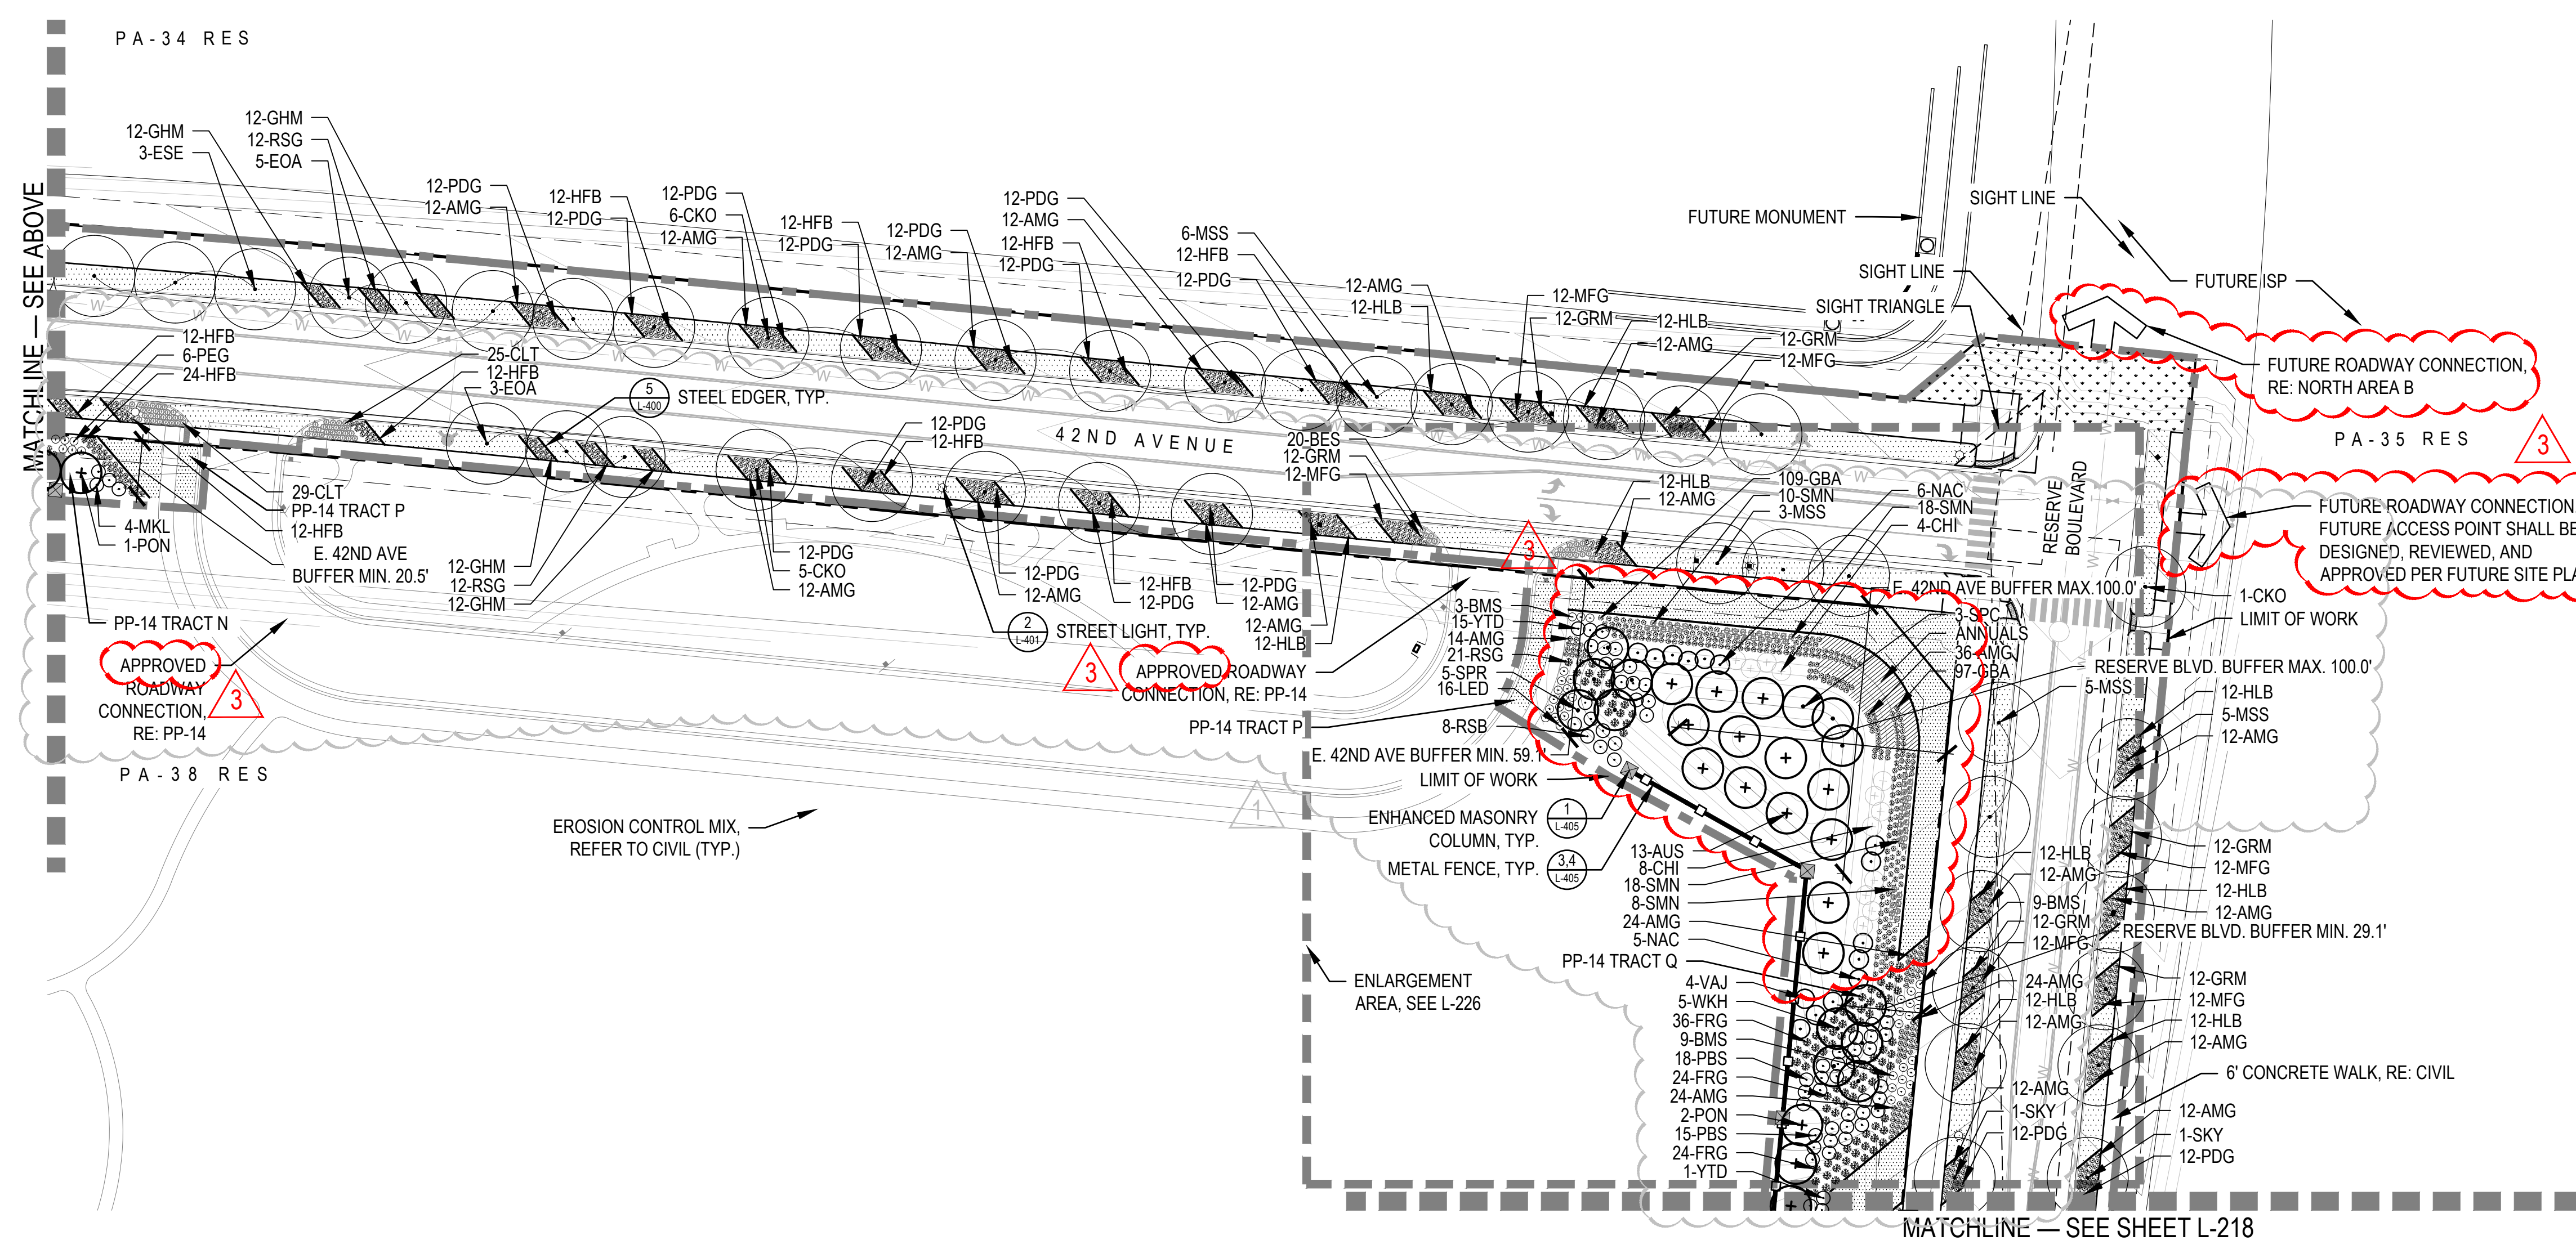 PA-34 RES
MATCHLINE — SEE ABOVE
12-GHM
3-ESE
12-GHM
12-RSG
5-EOA
12-PDG
12-AMG
12-HFB
12-PDG
12-PDG
6-CKO
12-AMG
12-HFB
12-PDG
12-PDG
12-AMG
12-PDG
12-AMG
12-HFB
12-PDG
6-MSS
12-HFB
12-PDG
12-AMG
12-HLB
12-MFG
12-GRM
12-HLB
12-AMG
12-GRM
12-MFG
FUTURE MONUMENT
SIGHT LINE
SIGHT LINE
SIGHT TRIANGLE
FUTURE ISP
FUTURE ROADWAY CONNECTION,
RE: NORTH AREA B
PA-35 RES
3
FUTURE ROADWAY CONNECTION
FUTURE ACCESS POINT SHALL BE
DESIGNED, REVIEWED, AND
APPROVED PER FUTURE SITE PLA
12-HFB
6-PEG
24-HFB
25-CLT
12-HFB
3-EOA
5
L-400
STEEL EDGER, TYP.
12-PDG
12-HFB
42ND AVENUE
20-BES
12-GRM
12-MFG
12-HLB
12-AMG
109-GBA
10-SMN
3-MSS
6-NAC
18-SMN
4-CHI
RESERVE
BOULEVARD
29-CLT
PP-14 TRACT P
12-HFB
4-MKL
1-PON
E. 42ND AVE
BUFFER MIN. 20.5'
12-GHM
12-RSG
12-GHM
12-PDG
5-CKO
12-AMG
12-PDG
12-AMG
12-HFB
12-PDG
12-PDG
12-AMG
12-AMG
12-HLB
2
L-401
STREET LIGHT, TYP.
PP-14 TRACT N
APPROVED
ROADWAY
CONNECTION,
RE: PP-14
3
PA-38 RES
3
APPROVED ROADWAY
CONNECTION, RE: PP-14
PP-14 TRACT P
3
E. 42ND AVE BUFFER MAX.100.0'
3-BMS
15-YTD
14-AMG
21-RSG
5-SPR
16-LED
8-RSB
E. 42ND AVE BUFFER MIN. 59.1'
LIMIT OF WORK
3-SPC
ANNUALS
36-AMG
97-GBA
1-CKO
LIMIT OF WORK
RESERVE BLVD. BUFFER MAX. 100.0'
5-MSS
12-HLB
5-MSS
12-AMG
EROSION CONTROL MIX,
REFER TO CIVIL (TYP.)
1
ENHANCED MASONRY
COLUMN, TYP.
1
L-405
METAL FENCE, TYP.
3,4
L-405
13-AUS
8-CHI
18-SMN
8-SMN
24-AMG
5-NAC
PP-14 TRACT Q
4-VAJ
5-WKH
36-FRG
9-BMS
18-PBS
24-FRG
24-AMG
2-PON
15-PBS
24-FRG
1-YTD
ENLARGEMENT
AREA, SEE L-226
12-HLB
12-AMG
9-BMS
12-GRM
12-MFG
24-AMG
12-HLB
12-AMG
12-AMG
1-SKY
12-PDG
12-GRM
12-MFG
12-HLB
12-AMG
RESERVE BLVD. BUFFER MIN. 29.1'
12-GRM
12-MFG
12-HLB
12-AMG
6' CONCRETE WALK, RE: CIVIL
12-AMG
1-SKY
12-PDG
MATCHLINE — SEE SHEET L-218